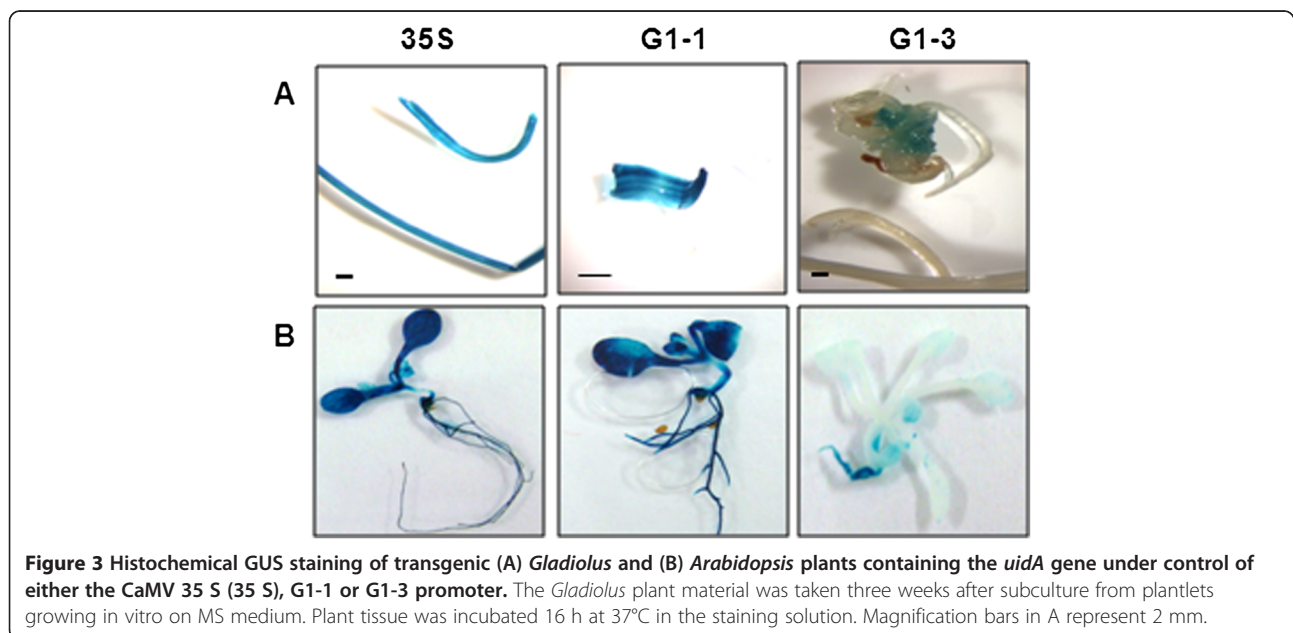 35S G1-1 G1-3
A
B
Figure 3 Histochemical GUS staining of transgenic (A) Gladiolus and (B) Arabidopsis plants containing the uidA gene under control of
either the CaMV 35 S (35 S), G1-1 or G1-3 promoter. The Gladiolus plant material was taken three weeks after subculture from plantlets
growing in vitro on MS medium. Plant tissue was incubated 16 h at 37°C in the staining solution. Magnification bars in A represent 2 mm.